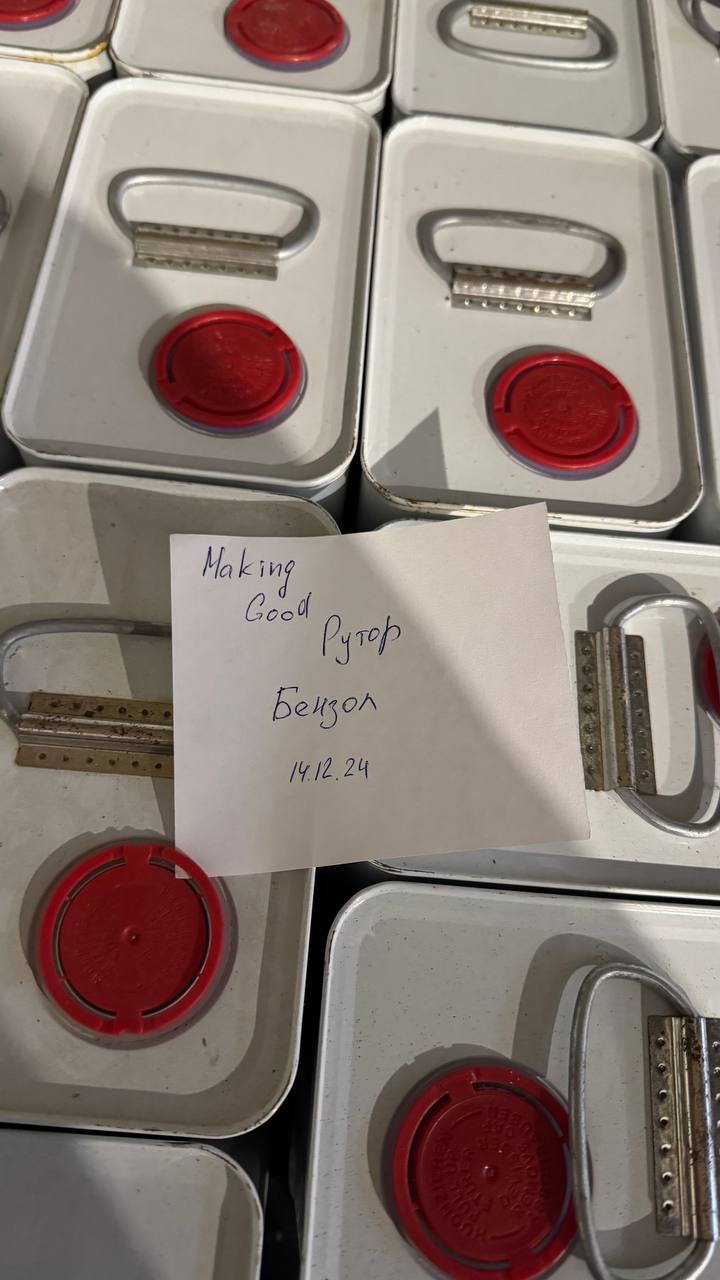 Making
Good
Рутор
Бензол
14.12.24